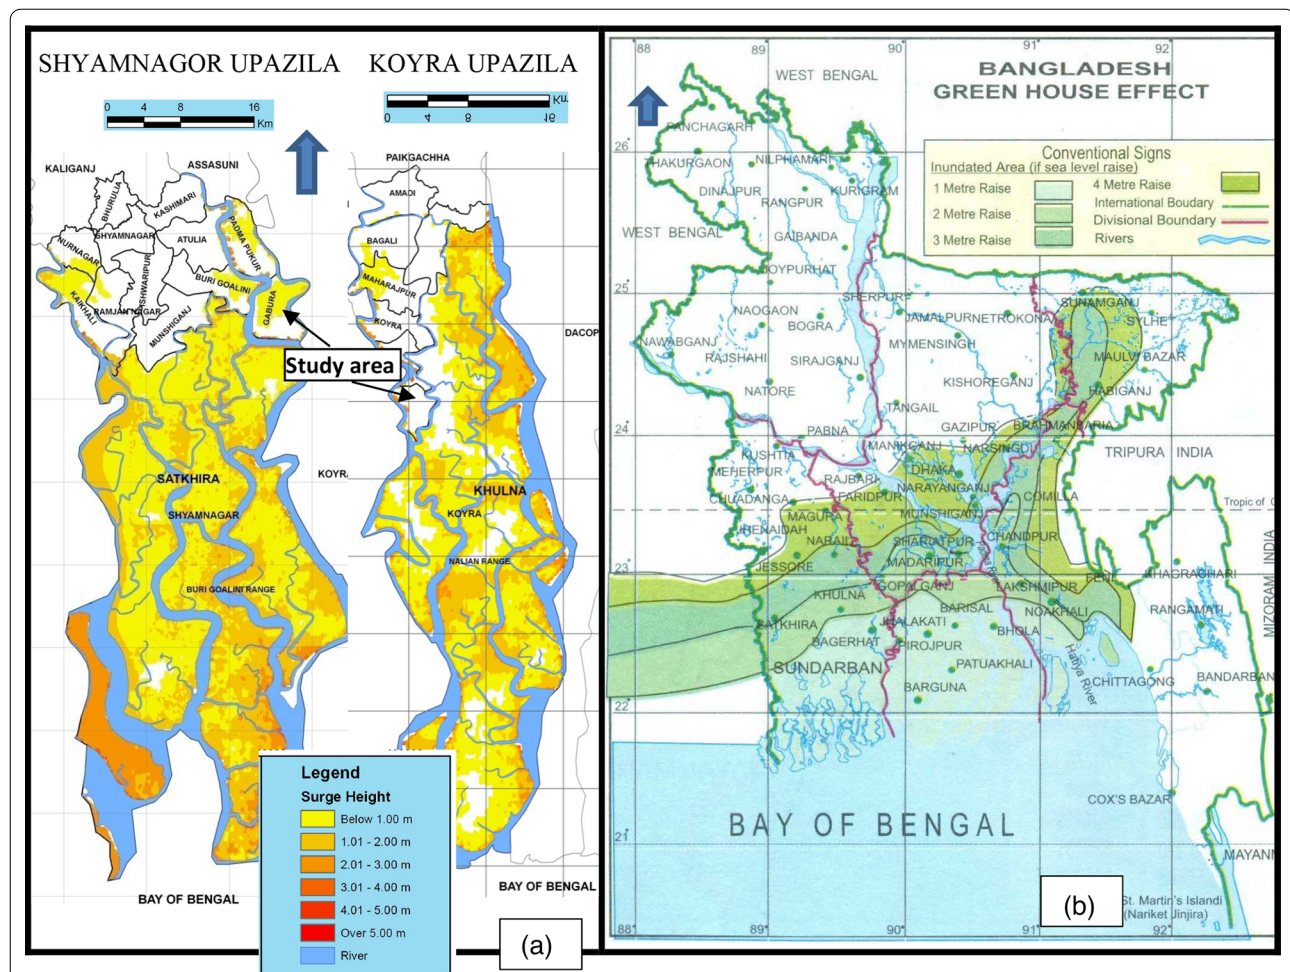 SHYAMNAGOR UPAZILA
KOYRA UPAZILA
0 4 8 16
Km
0 4 8 16
Km
KALIGANJ
ASSASUNI
BHURULIA
KASHIMARI
PADMA PUKUR
NURNAGAR
SHYAMNAGAR
ATULIA
ISHWARIPUR
BURI GOALINI
KAIKHALI
RAMJAN NAGAR
MUNSHIGANJ
GABURA
Study area
SATKHIRA
SHYAMNAGAR
BURI GOALINI RANGE
KOYRA
BAY OF BENGAL
PAIKGACHHA
AMADI
BAGALI
MAHARAJPUR
KOYRA
DACOP
KHULNA
KOYRA
NALIAN RANGE
BAY OF BENGAL
Legend
Surge Height
Below 1.00 m
1.01 - 2.00 m
2.01 - 3.00 m
3.01 - 4.00 m
4.01 - 5.00 m
Over 5.00 m
River
(a)
88 89 90 91 92
BANGLADESH
GREEN HOUSE EFFECT
Conventional Signs
Inundated Area (if sea level raise)
1 Metre Raise
2 Metre Raise
3 Metre Raise
4 Metre Raise
International Boudary
Divisional Boundary
Rivers
WEST BENGAL
PANCHAGARH
26
THAKURGAON
NILPHAMARI
DINAJPUR
KURIGRAM
RANGPUR
WEST BENGAL
GAIBANDA
JOYPURHAT
25
SHERPUR
SUNAMGANJ
NAOGAON
JAMALPUR
NETROKONA
SYLHE
BOGRA
NAWABGANJ
RAJSHAHI
SIRAJGANJ
MYMENSINGH
MAULVI BAZAR
NATORE
KISHOREGANJ
HABIGANJ
TANGAIL
24
PABNA
GAZIPUR
BRAHMANBARIA
KUSHTIA
MANIKGANJ
NARSINGDI
TRIPURA INDIA
MEHERPUR
DHAKA
RAJBARI
CHUADANGA
FARIDPUR
NARAYANGANJ
COMILLA
Tropic of C
MAGURA
MUNSHIGANJ
JHENAIDAH
NARAIL
SHARIATPUR
CHANDPUR
JESSORE
MADARIPUR
23
GOPALGANJ
LAKSHMIPUR
FENI
KHAGRACHARI
KHULNA
BARISAL
NOAKHALI
RANGAMATI
MIZORAM INDIA
SATKHIRA
JHALAKATI
BHOLA
BAGERHAT
PIROJPUR
SUNDARBAN
PATUAKHALI
Hatiya River
CHITTAGONG
BANDARBAN
BARGUNA
22
COX'S BAZAR
BAY OF BENGAL
21
MAYANM
St. Martin's Islandi
(Nariket Jinjira)
(b)
88 89 90 91 92